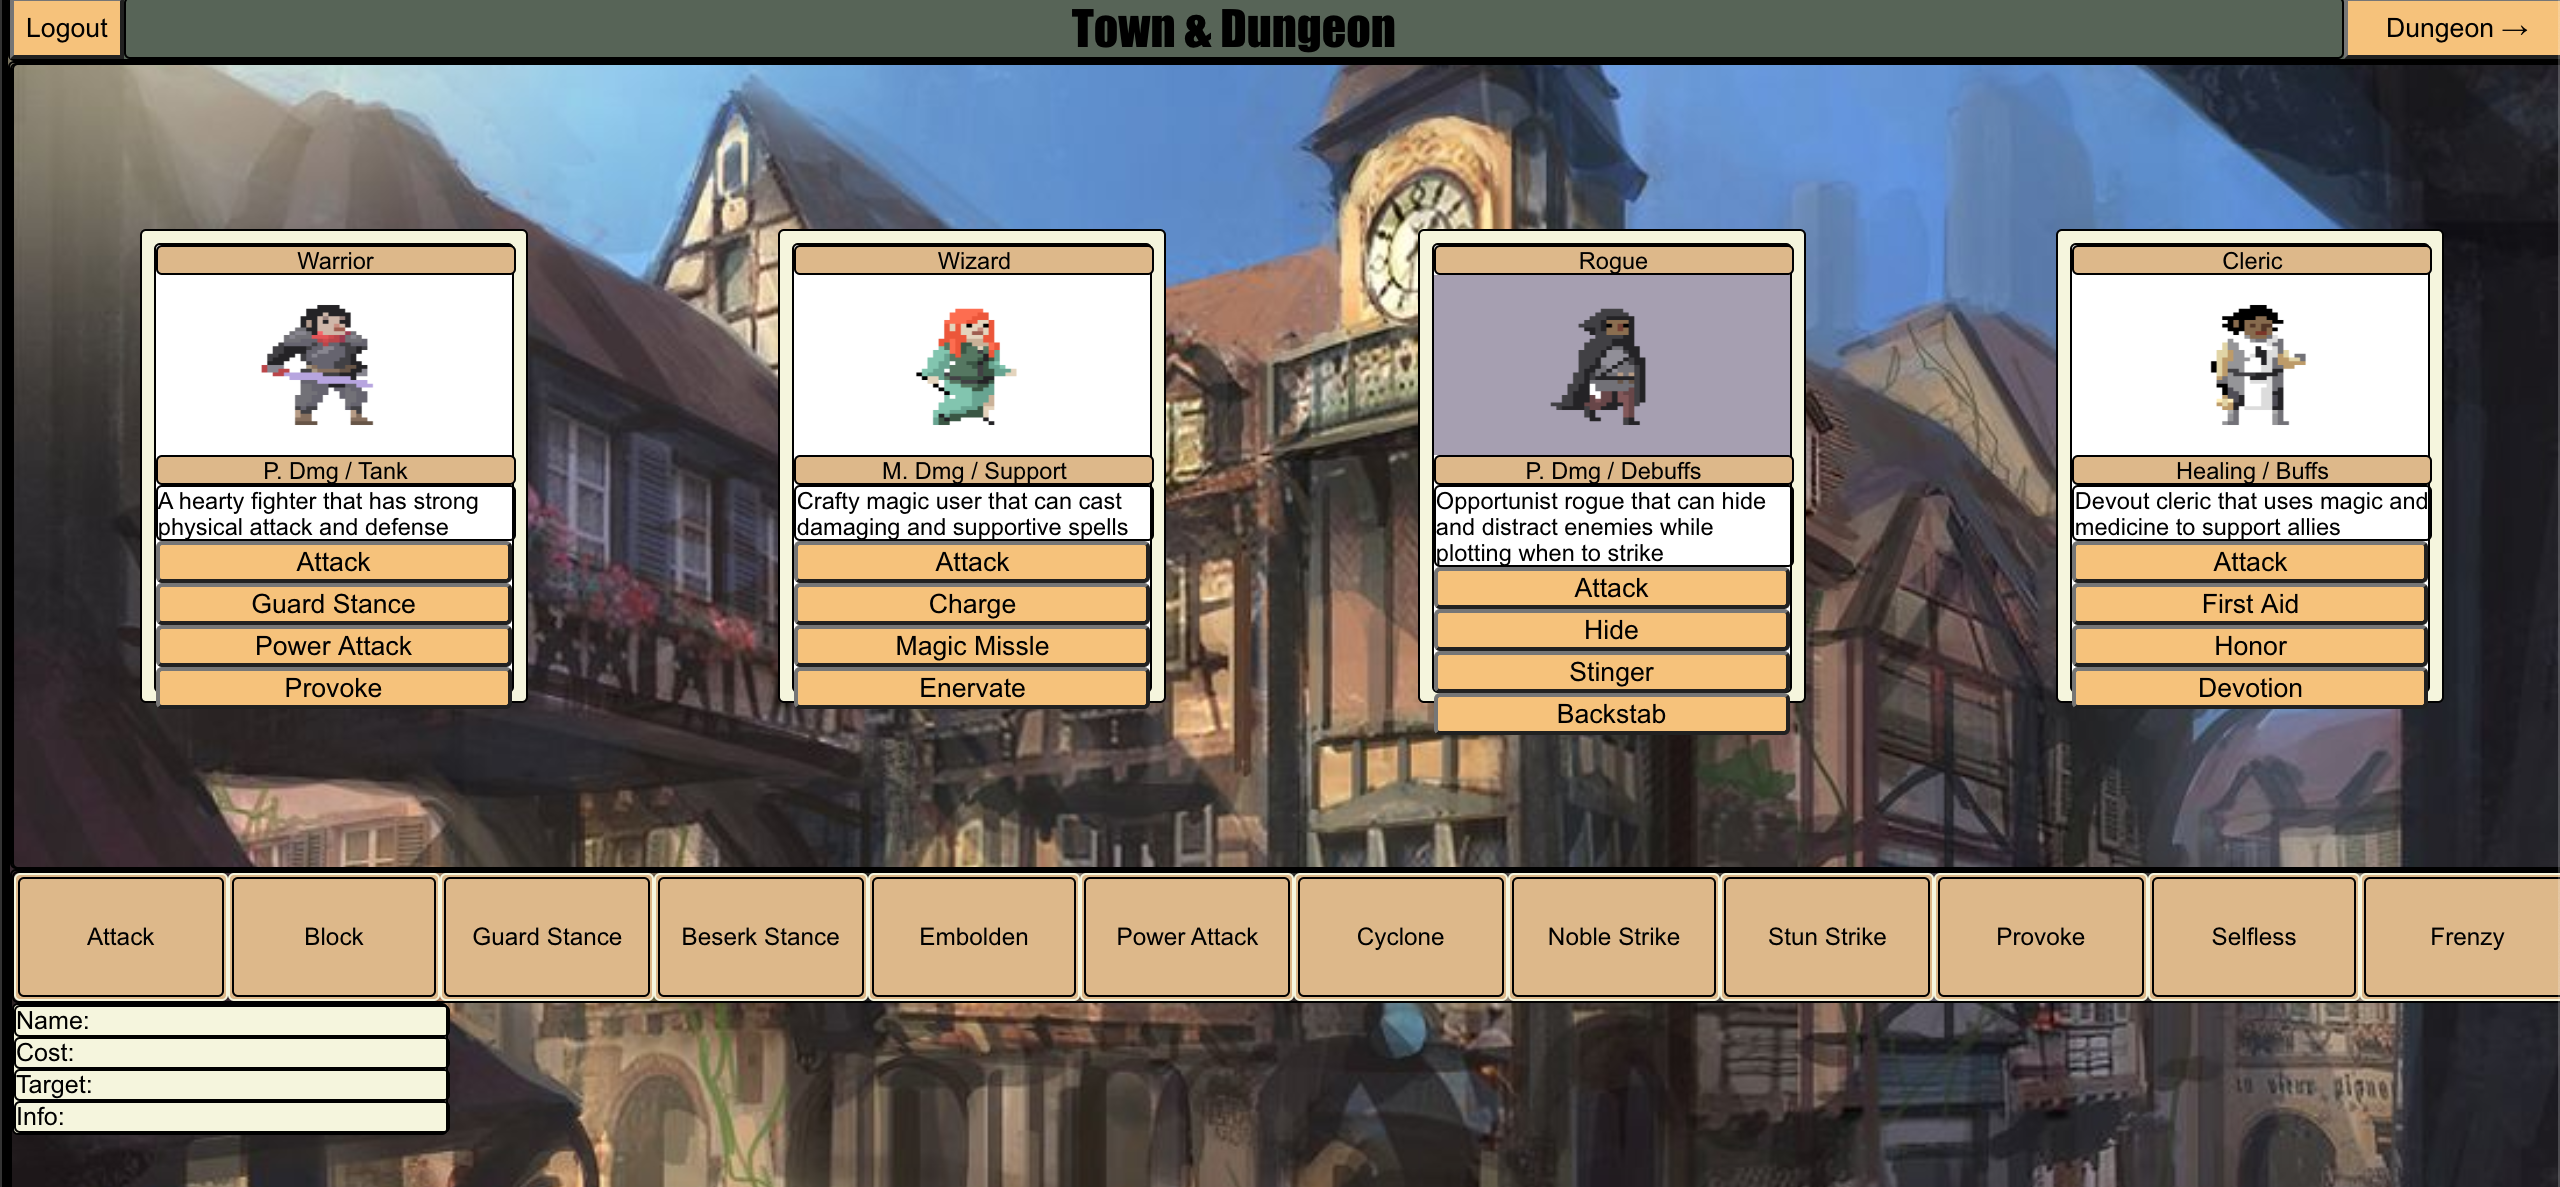 Logout
Town & Dungeon
Dungeon →
Warrior
P. Dmg / Tank
A hearty fighter that has strong
physical attack and defense
Attack
Guard Stance
Power Attack
Provoke
Wizard
M. Dmg / Support
Crafty magic user that can cast
damaging and supportive spells
Attack
Charge
Magic Missle
Enervate
Rogue
P. Dmg / Debuffs
Opportunist rogue that can hide
and distract enemies while
plotting when to strike
Attack
Hide
Stinger
Backstab
Cleric
Healing / Buffs
Devout cleric that uses magic and
medicine to support allies
Attack
First Aid
Honor
Devotion
Attack
Block
Guard Stance
Beserk Stance
Embolden
Power Attack
Cyclone
Noble Strike
Stun Strike
Provoke
Selfless
Frenzy
Name:
Cost:
Target:
Info: